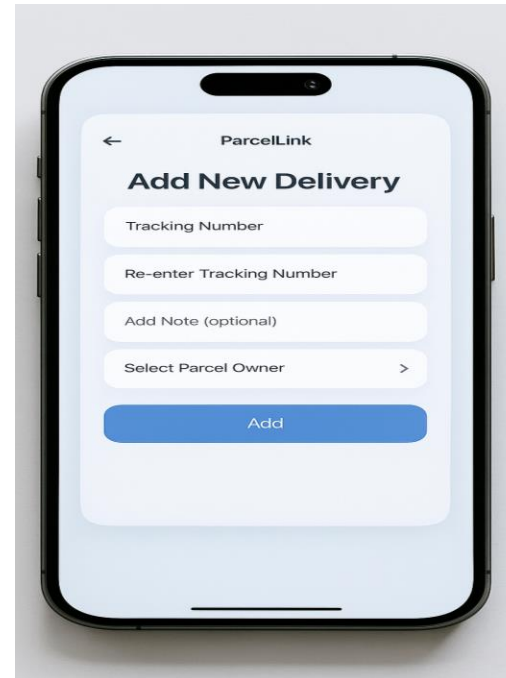 ParcelLink
Add New Delivery
Tracking Number
Re-enter Tracking Number
Add Note (optional)
Select Parcel Owner
Add